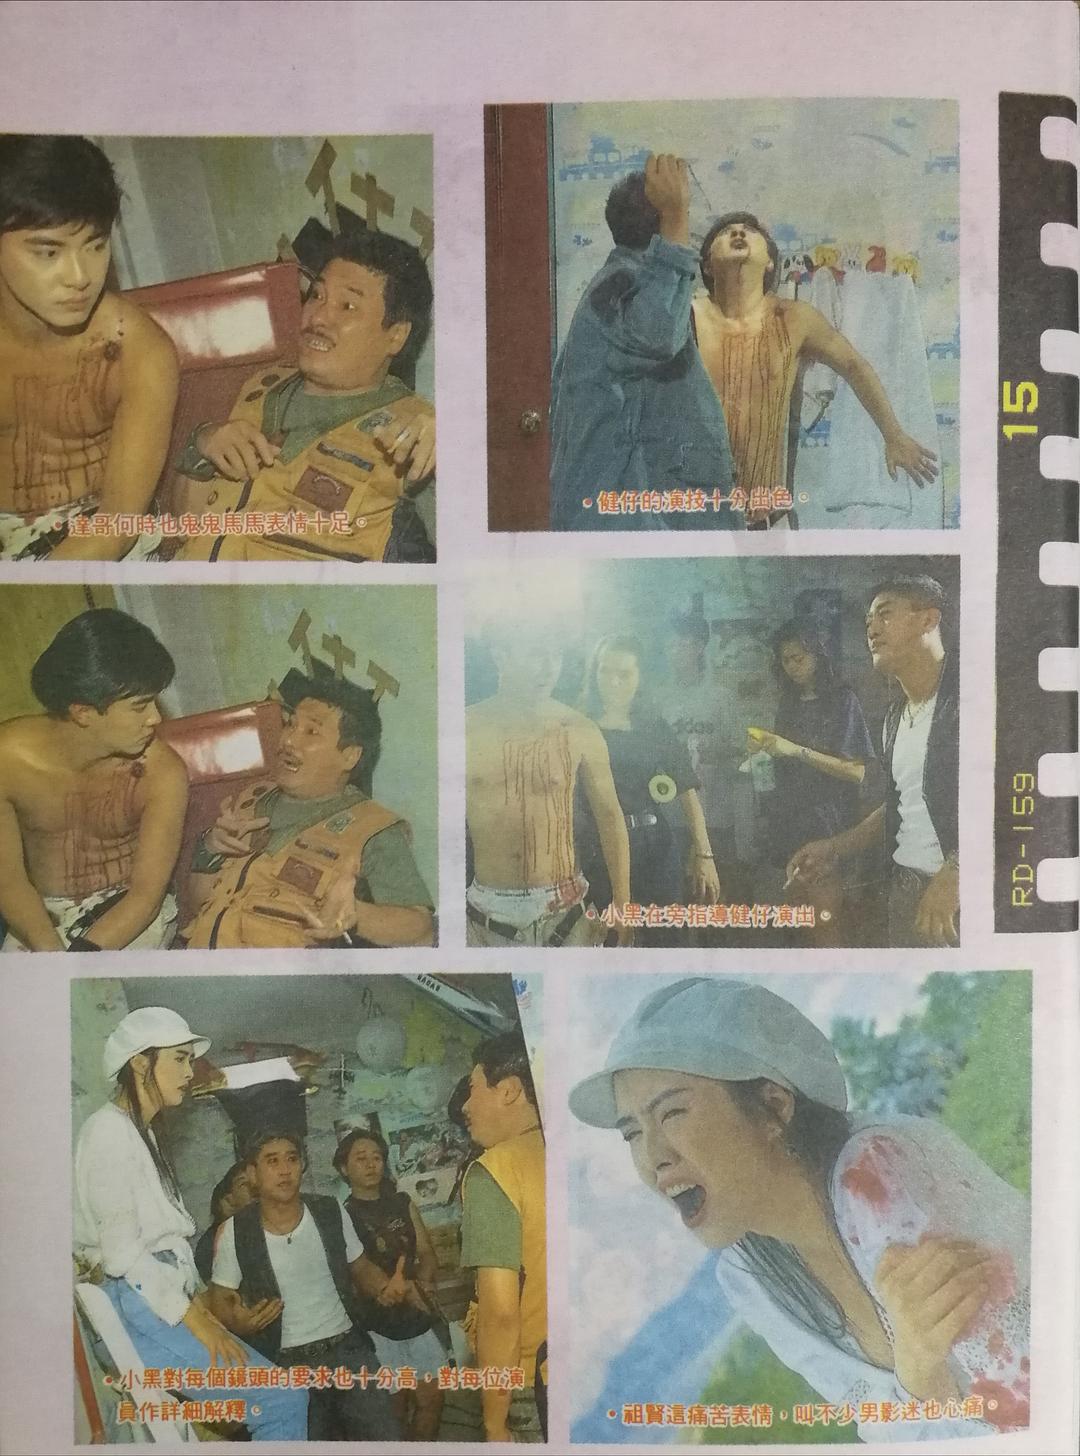 達哥何時也鬼鬼馬馬表情十足。
健仔的演技十分出色。
小黑在旁指導健仔演出。
小黑對每個鏡頭的要求也十分高，對每位演
員作詳細解釋。
祖賢這痛苦表情，叫不少男影迷也心痛。
15
RD-159